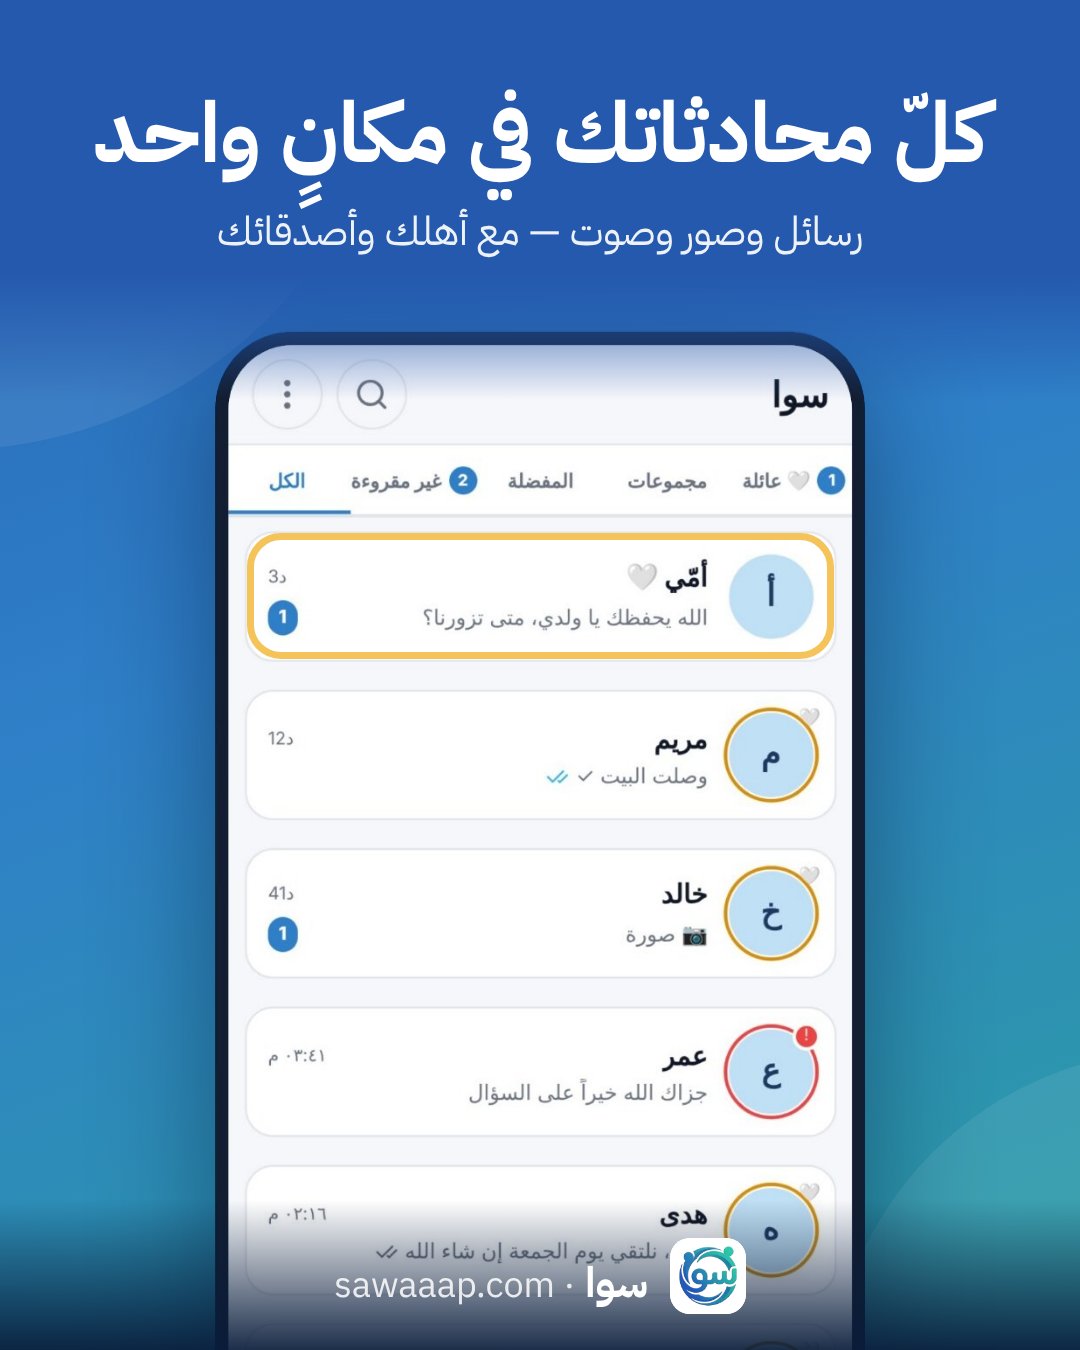 كلّ محادثاتك في مكانٍ واحد
رسائل وصور وصوت — مع أهلك وأصدقائك
سوا
1 🤍 عائلة
مجموعات
المفضلة
2 غير مقروءة
الكل
أ
أمّي 🤍
3د
الله يحفظك يا ولدي، متى تزورنا؟
1
م
مريم
12د
وصلت البيت ✓
خ
خالد
41د
📷 صورة
1
ع
!
عمر
٠٣:٤١ م
جزاك الله خيراً على السؤال
ه
هدى
٠٢:١٦ م
، نلتقي يوم الجمعة إن شاء الله
سوا
سوا · sawaaap.com